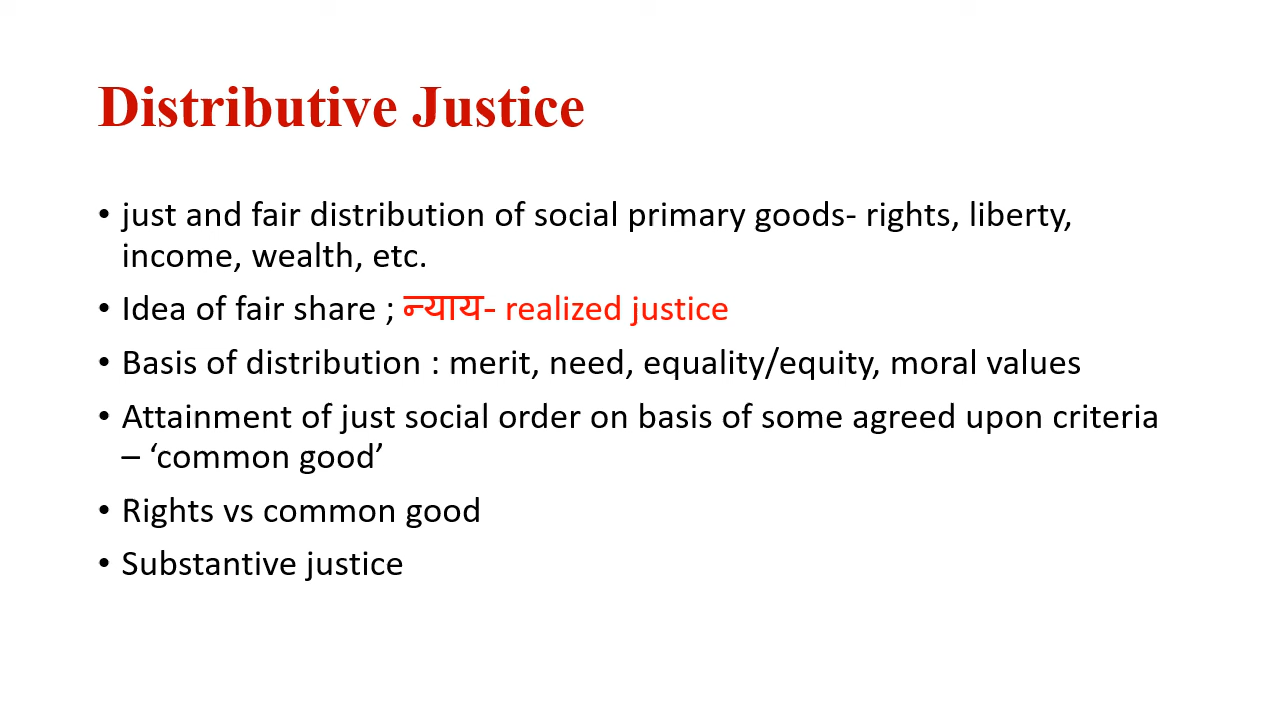 Distributive Justice
• just and fair distribution of social primary goods- rights, liberty,
income, wealth, etc.
• Idea of fair share ; न्याय- realized justice
• Basis of distribution : merit, need, equality/equity, moral values
• Attainment of just social order on basis of some agreed upon criteria
– ‘common good’
• Rights vs common good
• Substantive justice